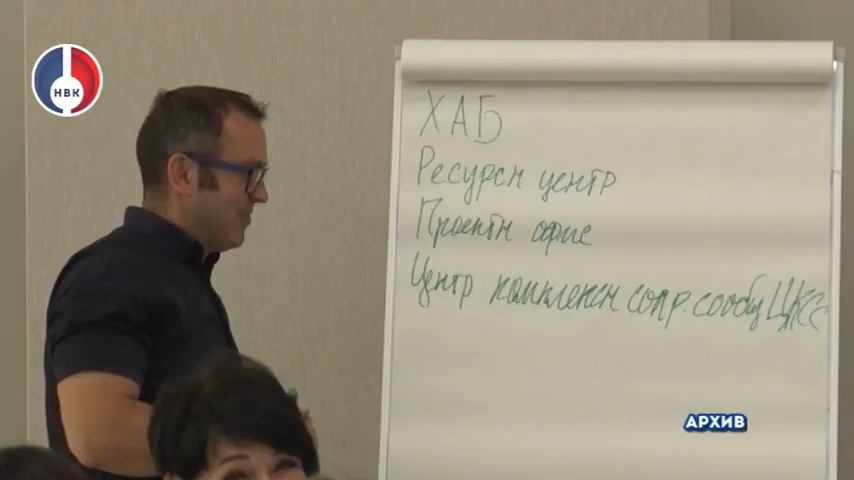 НВК
ХАБ
Ресурсн центр
Проектн офис
Центр комплексн сопр. сообщ ЦКСС
АРХИВ